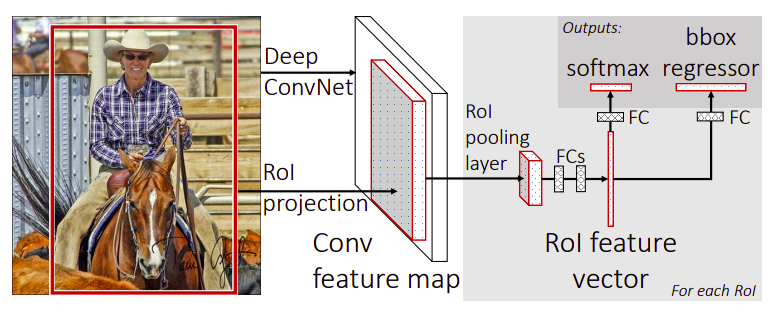 Deep
ConvNet
RoI
projection
Conv
feature map
RoI
pooling
layer
FCs
RoI feature
vector
For each RoI
Outputs:
softmax
bbox
regressor
FC
FC